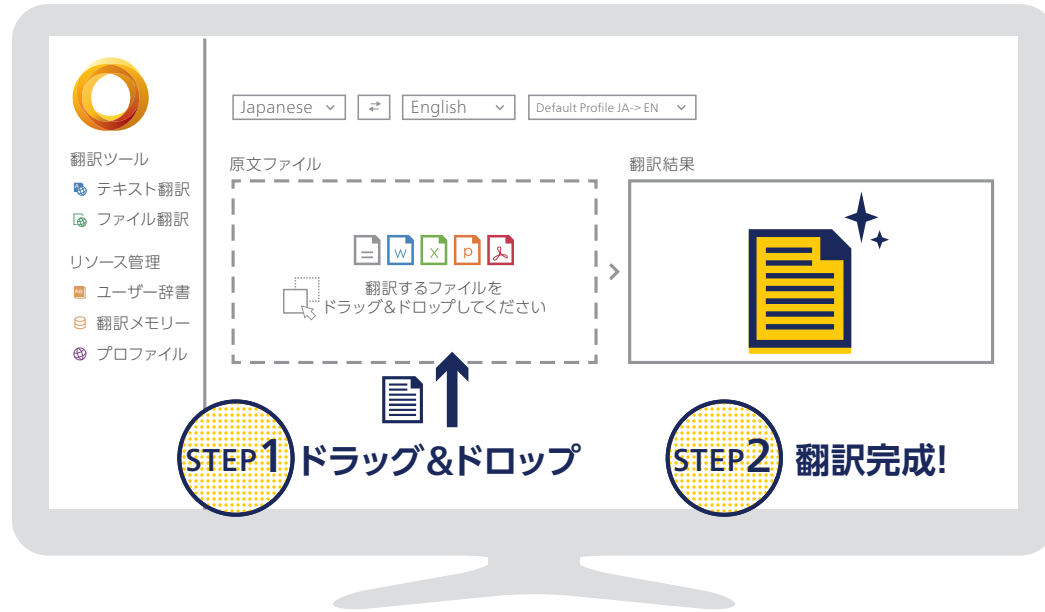 翻訳ツール
テキスト翻訳
ファイル翻訳
リソース管理
ユーザー辞書
翻訳メモリー
プロファイル
Japanese
English
Default Profile JA-> EN
原文ファイル
W X P
翻訳するファイルを
ドラッグ&ドロップしてください
翻訳結果
STEP1 ドラッグ&ドロップ
STEP2 翻訳完成!